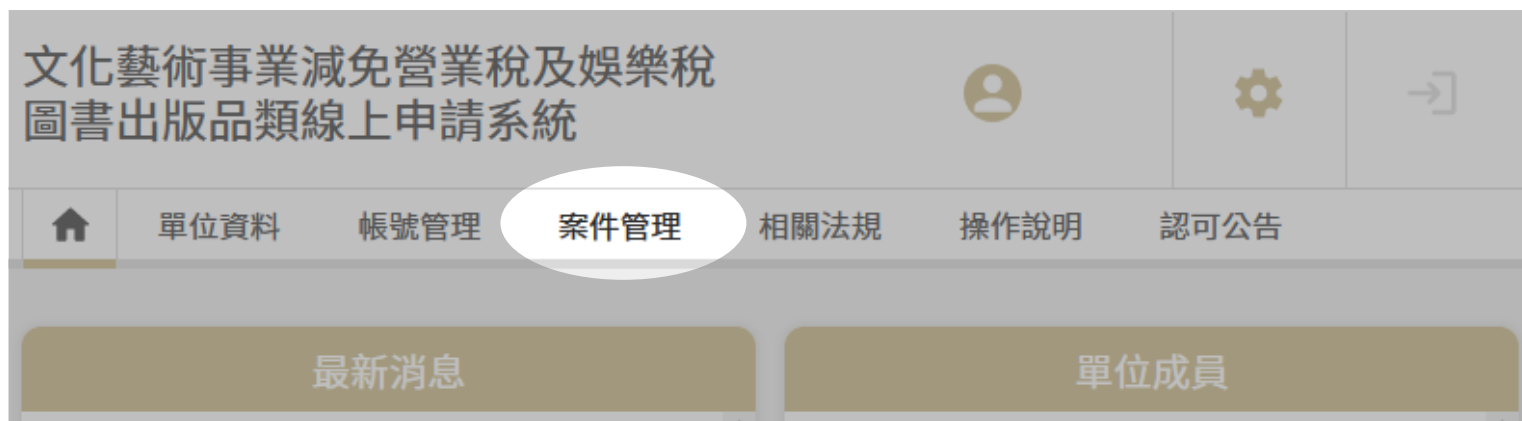 文化藝術事業減免營業稅及娛樂稅
圖書出版品類線上申請系統
單位資料 帳號管理 案件管理 相關法規 操作說明 認可公告
最新消息 單位成員